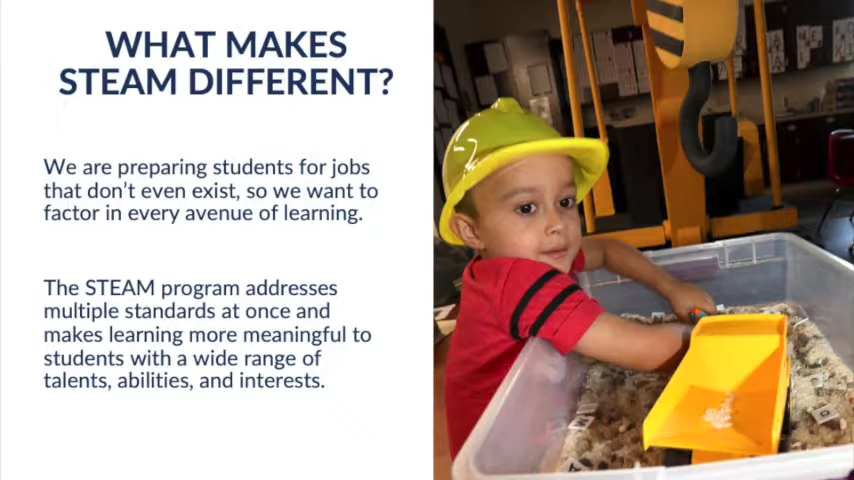 WHAT MAKES
STEAM DIFFERENT?
We are preparing students for jobs
that don't even exist, so we want to
factor in every avenue of learning.
The STEAM program addresses
multiple standards at once and
makes learning more meaningful to
students with a wide range of
talents, abilities, and interests.